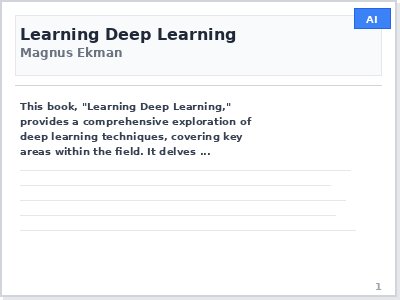 AI
Learning Deep Learning
Magnus Ekman
This book, "Learning Deep Learning,"
provides a comprehensive exploration of
deep learning techniques, covering key
areas within the field. It delves ...
1